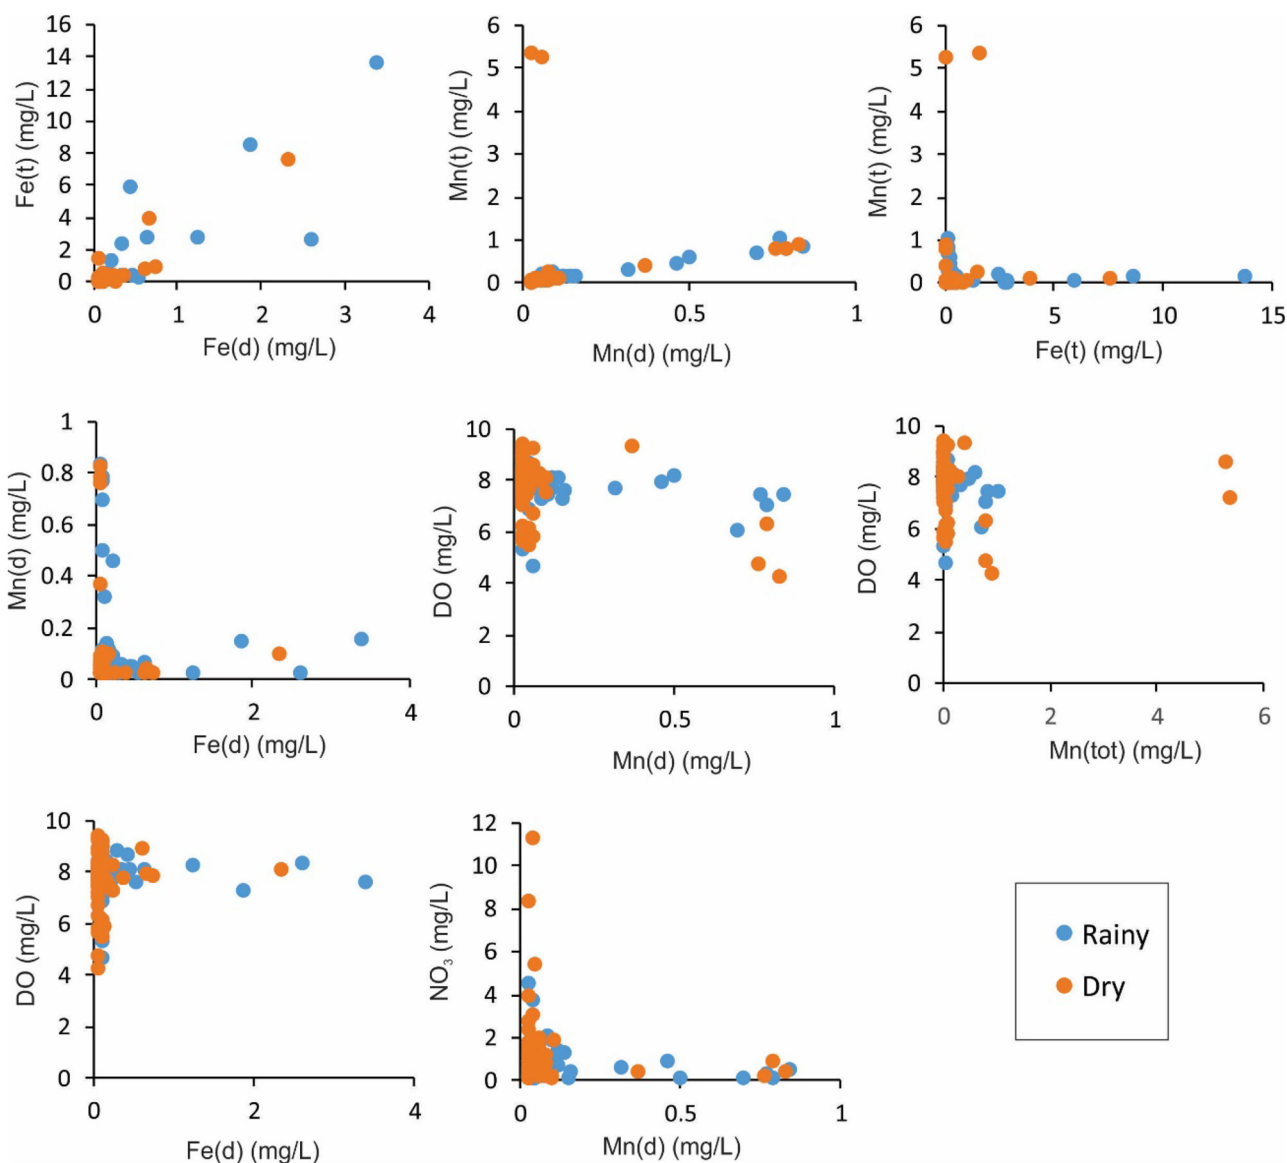 16
14
12
10
8
6
4
2
0
Fe(t) (mg/L)
0 1 2 3 4
Fe(d) (mg/L)
6
5
4
3
2
1
0
Mn(t) (mg/L)
0 0.5 1
Mn(d) (mg/L)
6
5
4
3
2
1
0
Mn(t) (mg/L)
0 5 10 15
Fe(t) (mg/L)
1
0.8
0.6
0.4
0.2
0
Mn(d) (mg/L)
0 2 4
Fe(d) (mg/L)
10
8
6
4
2
0
DO (mg/L)
0 0.5 1
Mn(d) (mg/L)
10
8
6
4
2
0
DO (mg/L)
0 2 4 6
Mn(tot) (mg/L)
10
8
6
4
2
0
DO (mg/L)
0 2 4
Fe(d) (mg/L)
12
10
8
6
4
2
0
NO₃ (mg/L)
0 0.5 1
Mn(d) (mg/L)
Rainy
Dry